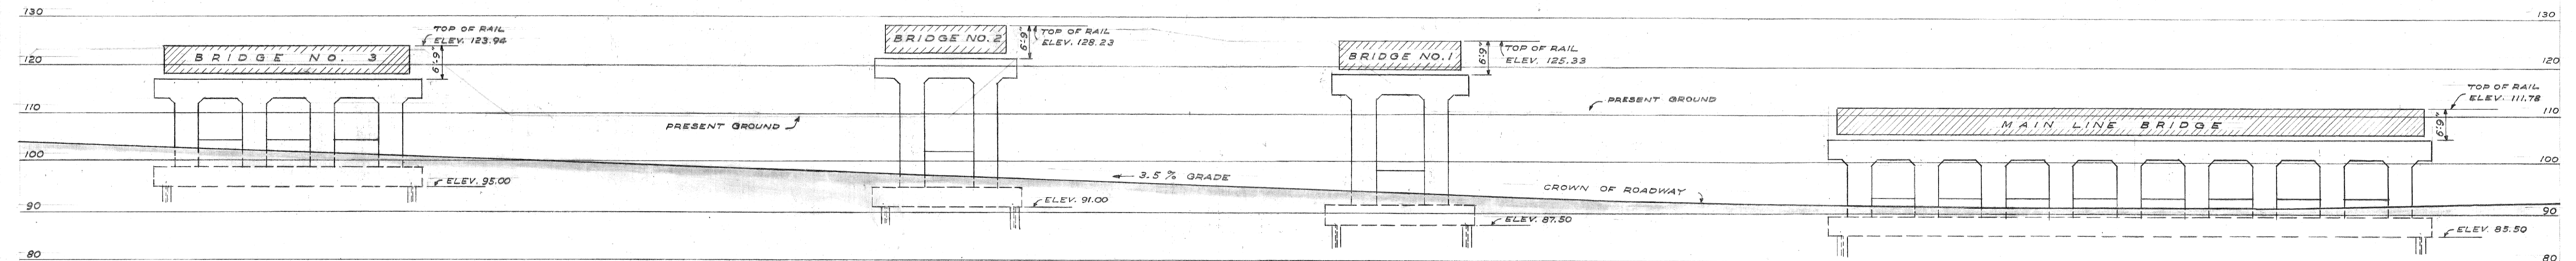 130
130
TOP OF RAIL
ELEV. 123.94
6'-9"
BRIDGE NO. 3
BRIDGE NO. 2
6'-9"
TOP OF RAIL
ELEV. 128.23
BRIDGE NO. 1
6'-9"
TOP OF RAIL
ELEV. 125.33
120
120
TOP OF RAIL
ELEV. 111.78
110
110
PRESENT GROUND
PRESENT GROUND
MAIN LINE BRIDGE
6'-9"
100
100
ELEV. 95.00
3.5 % GRADE
CROWN OF ROADWAY
90
90
ELEV. 91.00
ELEV. 87.50
ELEV. 85.50
80
80